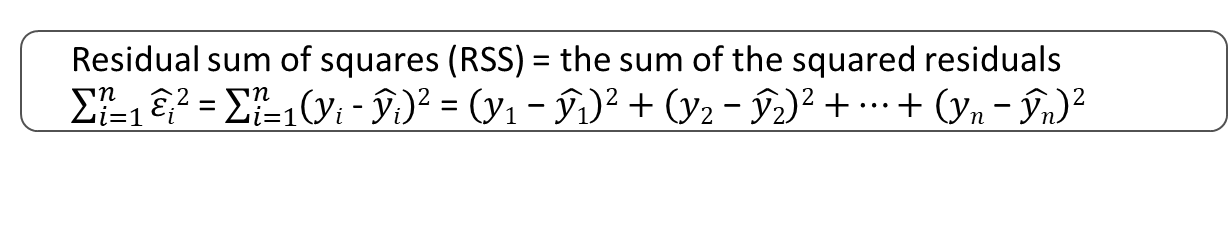 Residual sum of squares (RSS) = the sum of the squared residuals
∑ⁿᵢ₌₁ ε̂ᵢ² = ∑ⁿᵢ₌₁(yᵢ - ŷᵢ)² = (y₁ − ŷ₁)² + (y₂ − ŷ₂)² + ⋯ + (yₙ − ŷₙ)²